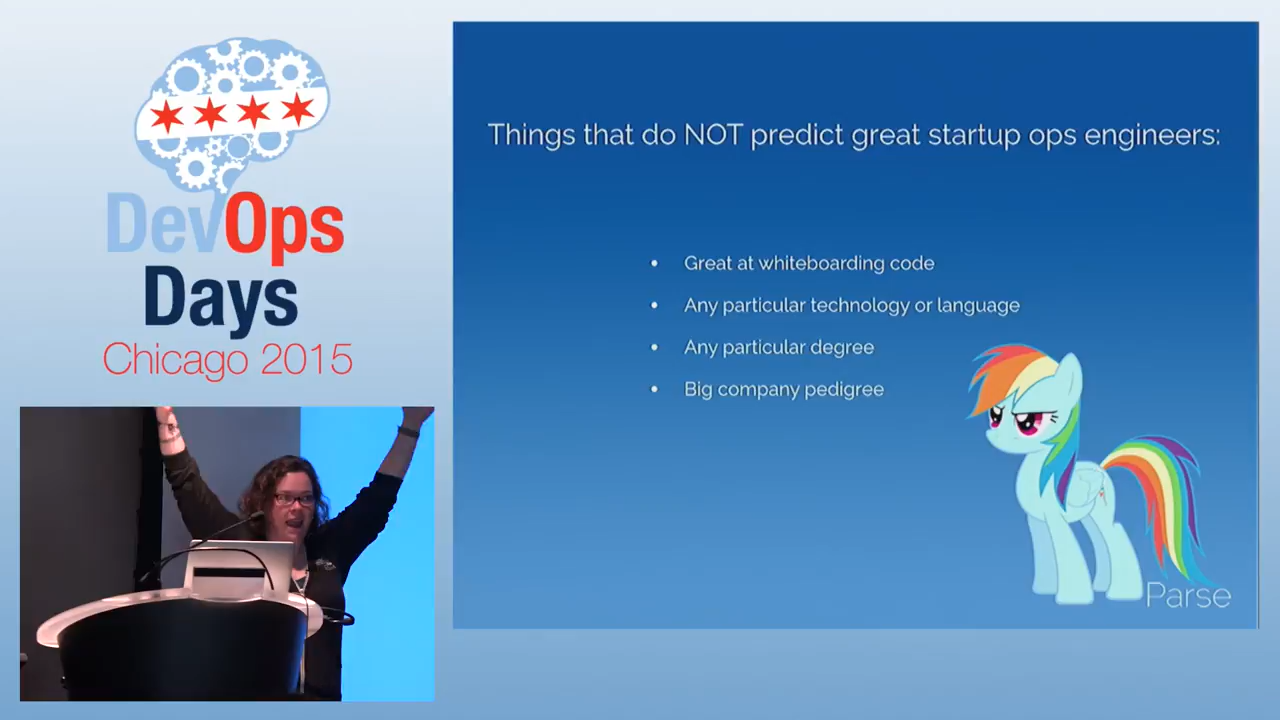 DevOps
Days
Chicago 2015
Things that do NOT predict great startup ops engineers:
• Great at whiteboarding code
• Any particular technology or language
• Any particular degree
• Big company pedigree
Parse